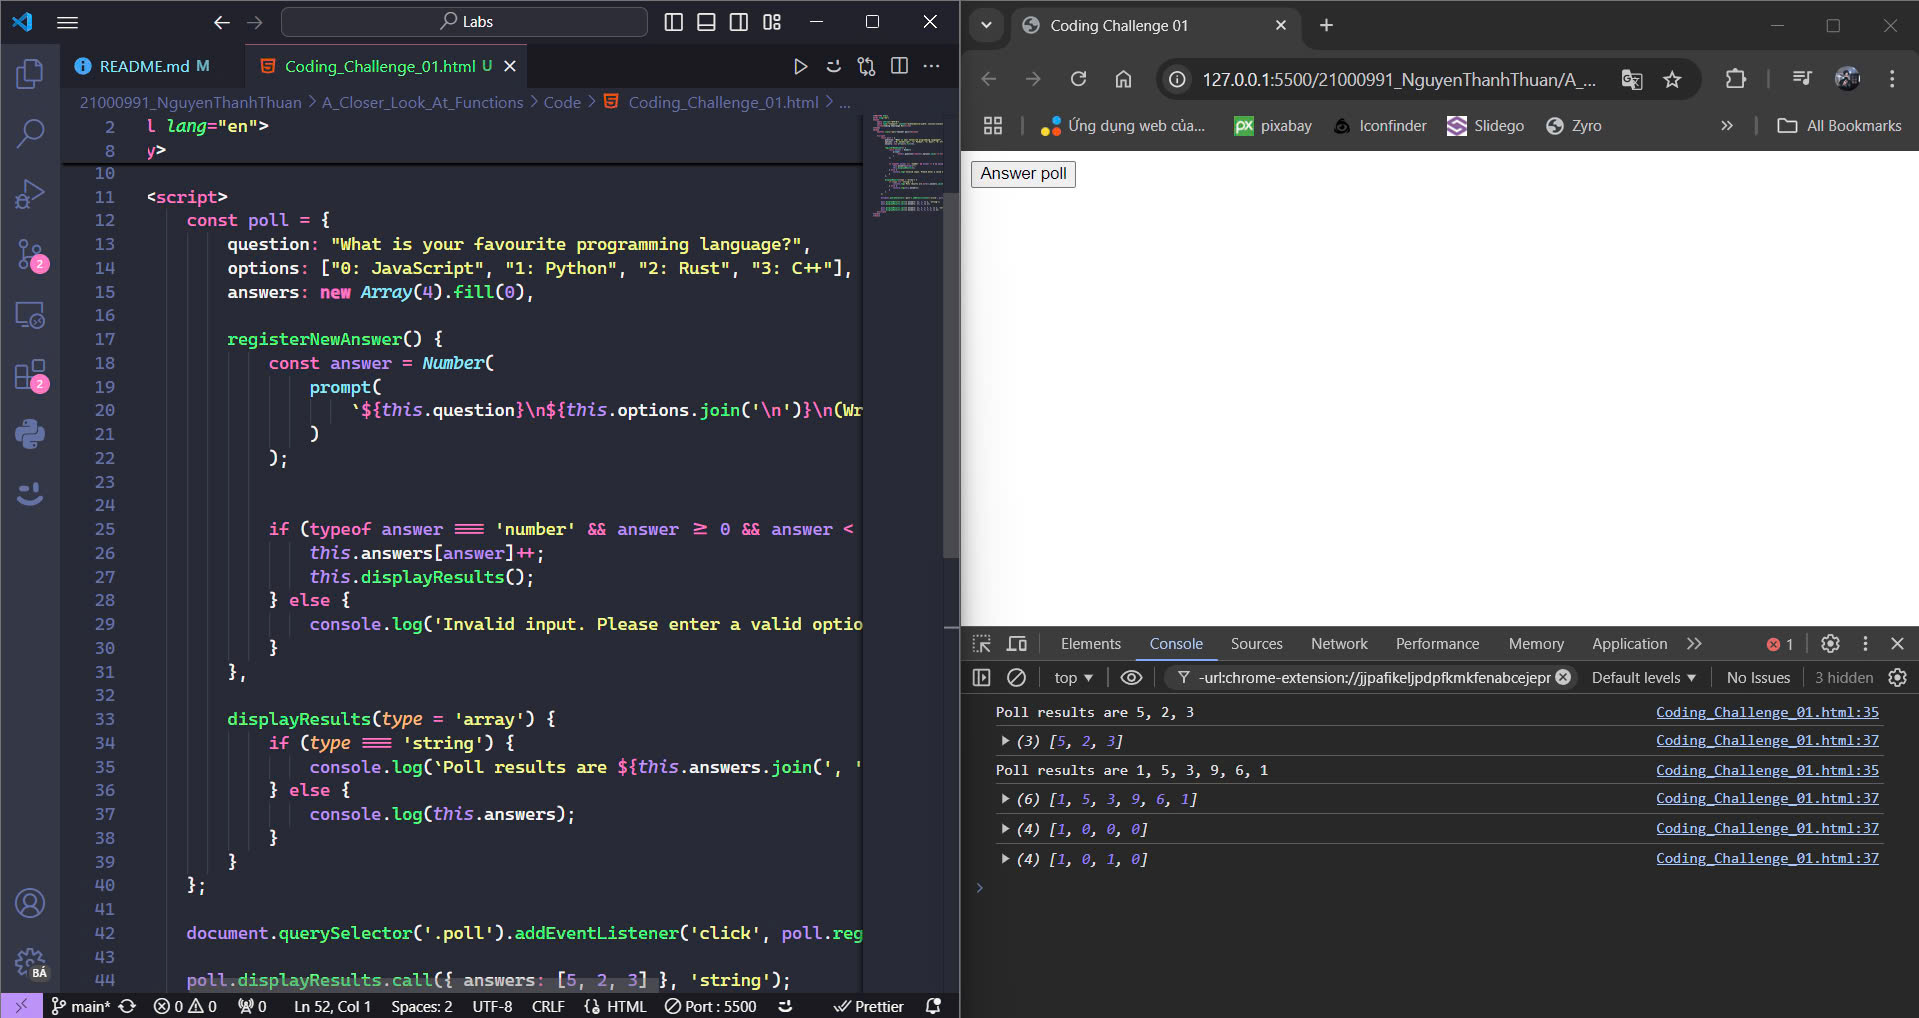 Labs
README.md M
Coding_Challenge_01.html U
21000991_NguyenThanhThuan > A_Closer_Look_At_Functions > Code > Coding_Challenge_01.html > ...
2 l lang="en">
8 y>
10
11 <script>
12 const poll = {
13 question: "What is your favourite programming language?",
14 options: ["0: JavaScript", "1: Python", "2: Rust", "3: C++"],
15 answers: new Array(4).fill(0),
16
17 registerNewAnswer() {
18 const answer = Number(
19 prompt(
20 `${this.question}\n${this.options.join('\n')}\n(Wr
21 )
22 );
23
24
25 if (typeof answer === 'number' && answer >= 0 && answer <
26 this.answers[answer]++;
27 this.displayResults();
28 } else {
29 console.log('Invalid input. Please enter a valid optio
30 }
31 },
32
33 displayResults(type = 'array') {
34 if (type === 'string') {
35 console.log(`Poll results are ${this.answers.join(', '
36 } else {
37 console.log(this.answers);
38 }
39 }
40 };
41
42 document.querySelector('.poll').addEventListener('click', poll.reg
43
44 poll.displayResults.call({ answers: [5, 2, 3] }, 'string');
2
2
BÁ
main* 0 0 0 Ln 52, Col 1 Spaces: 2 UTF-8 CRLF HTML Port : 5500 Prettier
Coding Challenge 01
127.0.0.1:5500/21000991_NguyenThanhThuan/A_...
Ứng dụng web của... px pixabay Iconfinder Slidego Zyro » All Bookmarks
Answer poll
Elements Console Sources Network Performance Memory Application 1
top -url:chrome-extension://jjpafikeljpdpfkmkfenabcejepr Default levels No Issues 3 hidden
Poll results are 5, 2, 3 Coding_Challenge_01.html:35
(3) [5, 2, 3] Coding_Challenge_01.html:37
Poll results are 1, 5, 3, 9, 6, 1 Coding_Challenge_01.html:35
(6) [1, 5, 3, 9, 6, 1] Coding_Challenge_01.html:37
(4) [1, 0, 0, 0] Coding_Challenge_01.html:37
(4) [1, 0, 1, 0] Coding_Challenge_01.html:37